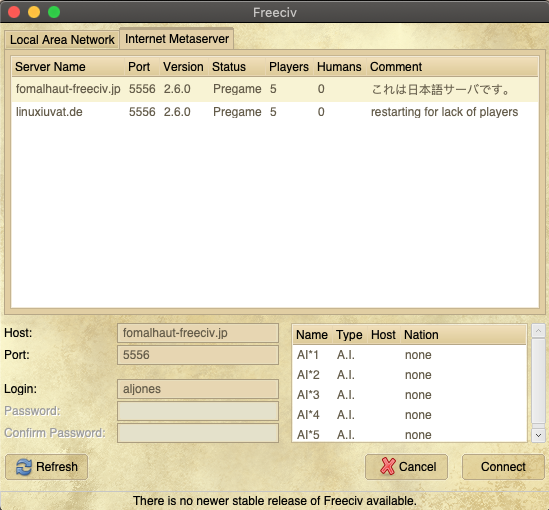 Freeciv
Local Area Network Internet Metaserver
Server Name Port Version Status Players Humans Comment
fomalhaut-freeciv.jp 5556 2.6.0 Pregame 5 0 これは日本語サーバです。
linuxiuvat.de 5556 2.6.0 Pregame 5 0 restarting for lack of players
Host: fomalhaut-freeciv.jp
Port: 5556
Login: aljones
Password:
Confirm Password:
Name Type Host Nation
AI*1 A.I. none
AI*2 A.I. none
AI*3 A.I. none
AI*4 A.I. none
AI*5 A.I. none
Refresh Cancel Connect
There is no newer stable release of Freeciv available.